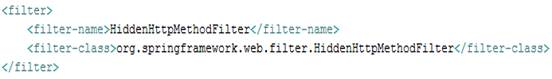 <filter>
    <filter-name>HiddenHttpMethodFilter</filter-name>
    <filter-class>org.springframework.web.filter.HiddenHttpMethodFilter</filter-class>
</filter>